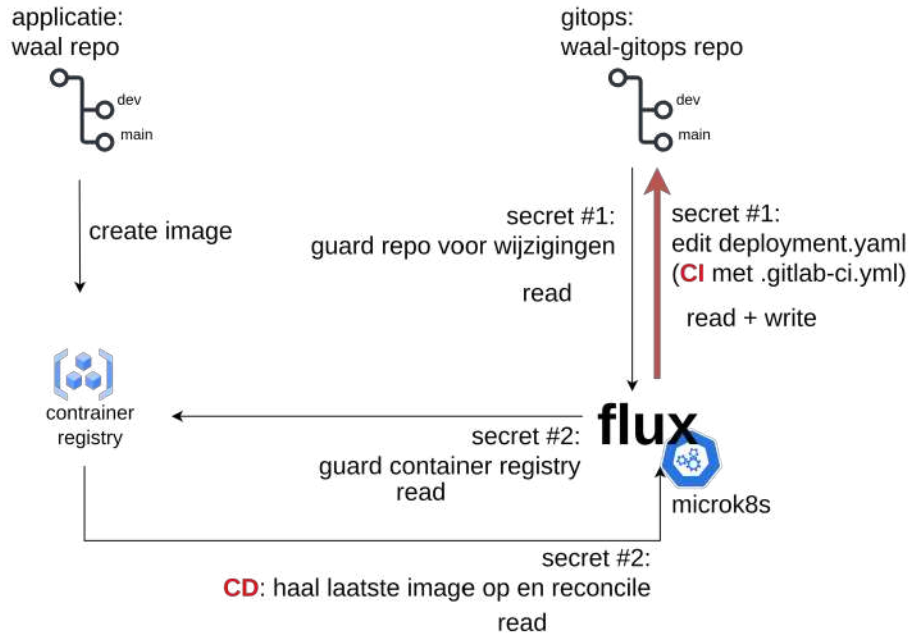 applicatie:
waal repo
dev
main
create image
contrainer
registry
gitops:
waal-gitops repo
dev
main
secret #1:
guard repo voor wijzigingen
read
secret #1:
edit deployment.yaml
(CI met .gitlab-ci.yml)
read + write
flux
microk8s
secret #2:
guard container registry
read
secret #2:
CD: haal laatste image op en reconcile
read